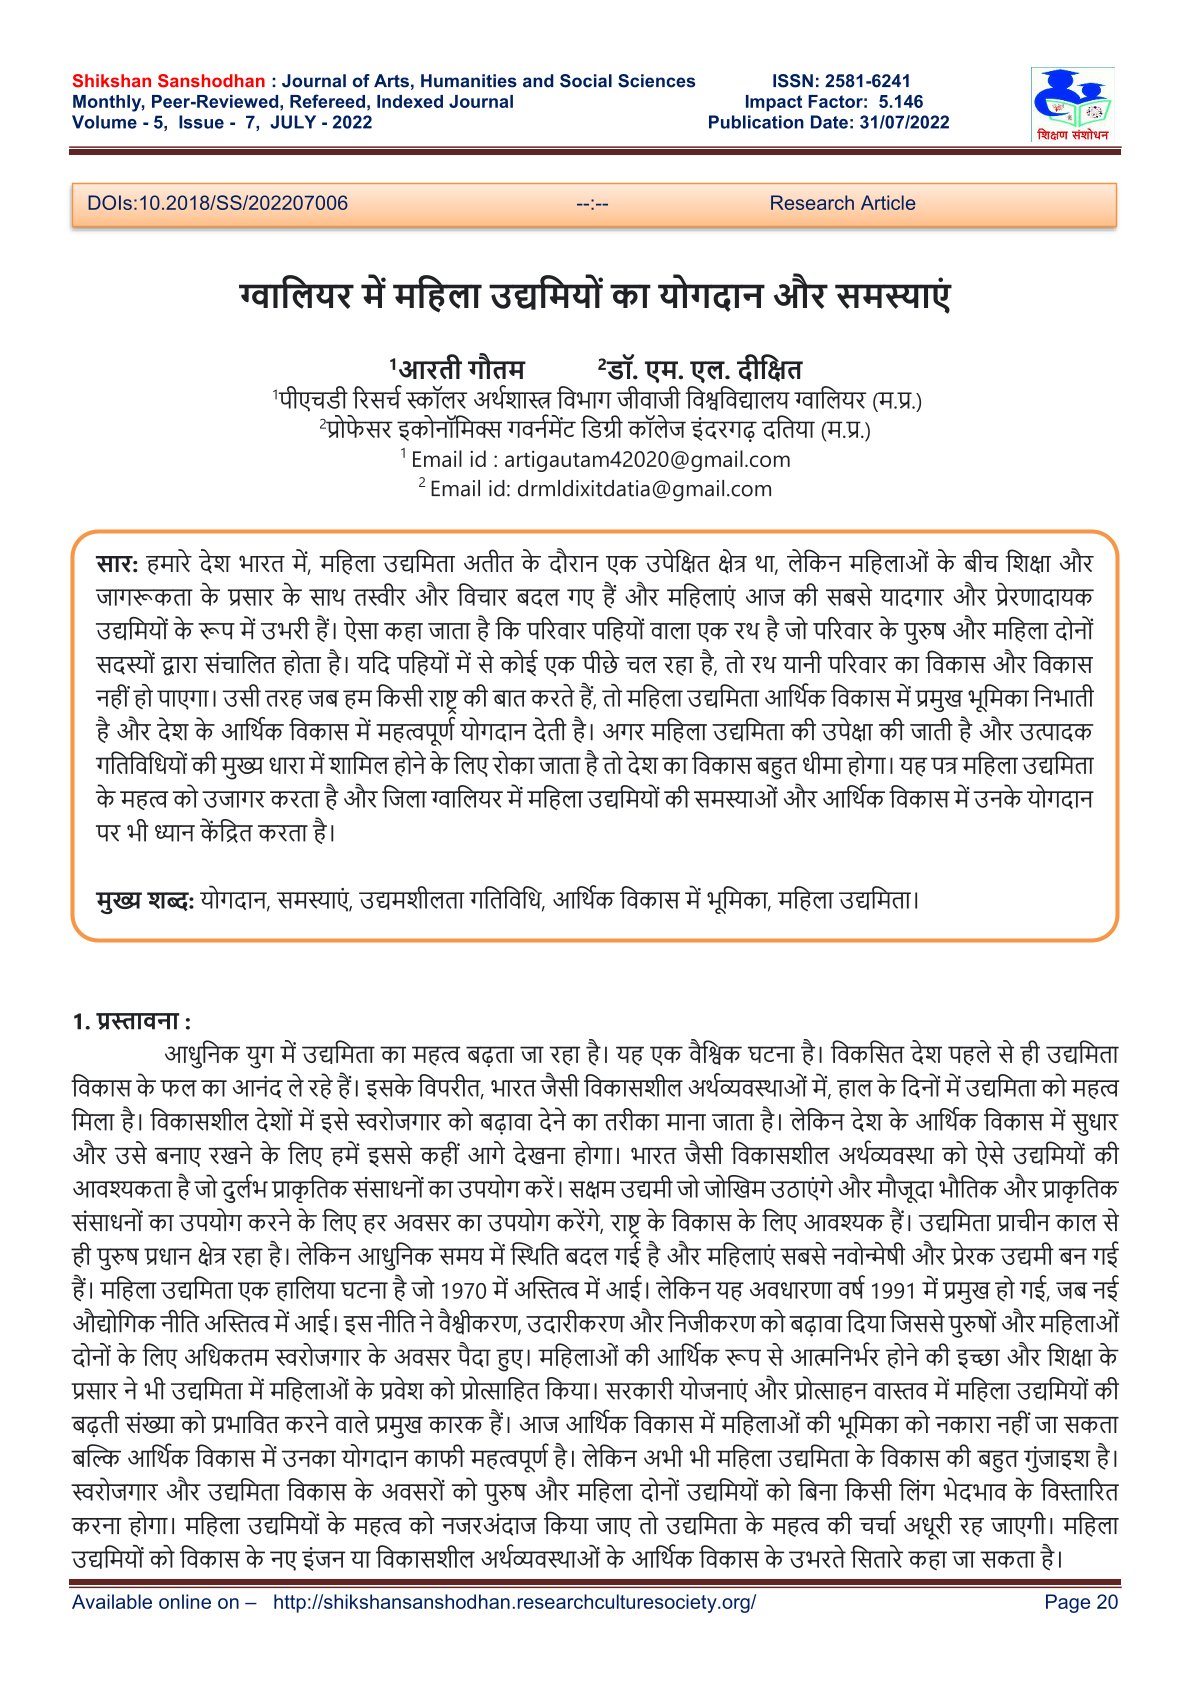 Shikshan Sanshodhan : Journal of Arts, Humanities and Social Sciences ISSN: 2581-6241
Monthly, Peer-Reviewed, Refereed, Indexed Journal Impact Factor: 5.146
Volume - 5, Issue - 7, JULY - 2022 Publication Date: 31/07/2022
शिक्षण संशोधन
DOIs:10.2018/SS/202207006 --:-- Research Article
ग्वालियर में महिला उद्यमियों का योगदान और समस्याएं
¹आरती गौतम ²डॉ. एम. एल. दीक्षित
¹पीएचडी रिसर्च स्कॉलर अर्थशास्त्र विभाग जीवाजी विश्वविद्यालय ग्वालियर (म.प्र.)
²प्रोफेसर इकोनॉमिक्स गवर्नमेंट डिग्री कॉलेज इंदरगढ़ दतिया (म.प्र.)
¹ Email id : artigautam42020@gmail.com
² Email id: drmldixitdatia@gmail.com
सार: हमारे देश भारत में, महिला उद्यमिता अतीत के दौरान एक उपेक्षित क्षेत्र था, लेकिन महिलाओं के बीच शिक्षा और
जागरूकता के प्रसार के साथ तस्वीर और विचार बदल गए हैं और महिलाएं आज की सबसे यादगार और प्रेरणादायक
उद्यमियों के रूप में उभरी हैं। ऐसा कहा जाता है कि परिवार पहियों वाला एक रथ है जो परिवार के पुरुष और महिला दोनों
सदस्यों द्वारा संचालित होता है। यदि पहियों में से कोई एक पीछे चल रहा है, तो रथ यानी परिवार का विकास और विकास
नहीं हो पाएगा। उसी तरह जब हम किसी राष्ट्र की बात करते हैं, तो महिला उद्यमिता आर्थिक विकास में प्रमुख भूमिका निभाती
है और देश के आर्थिक विकास में महत्वपूर्ण योगदान देती है। अगर महिला उद्यमिता की उपेक्षा की जाती है और उत्पादक
गतिविधियों की मुख्य धारा में शामिल होने के लिए रोका जाता है तो देश का विकास बहुत धीमा होगा। यह पत्र महिला उद्यमिता
के महत्व को उजागर करता है और जिला ग्वालियर में महिला उद्यमियों की समस्याओं और आर्थिक विकास में उनके योगदान
पर भी ध्यान केंद्रित करता है।
मुख्य शब्द: योगदान, समस्याएं, उद्यमशीलता गतिविधि, आर्थिक विकास में भूमिका, महिला उद्यमिता।
1. प्रस्तावना :
आधुनिक युग में उद्यमिता का महत्व बढ़ता जा रहा है। यह एक वैश्विक घटना है। विकसित देश पहले से ही उद्यमिता
विकास के फल का आनंद ले रहे हैं। इसके विपरीत, भारत जैसी विकासशील अर्थव्यवस्थाओं में, हाल के दिनों में उद्यमिता को महत्व
मिला है। विकासशील देशों में इसे स्वरोजगार को बढ़ावा देने का तरीका माना जाता है। लेकिन देश के आर्थिक विकास में सुधार
और उसे बनाए रखने के लिए हमें इससे कहीं आगे देखना होगा। भारत जैसी विकासशील अर्थव्यवस्था को ऐसे उद्यमियों की
आवश्यकता है जो दुर्लभ प्राकृतिक संसाधनों का उपयोग करें। सक्षम उद्यमी जो जोखिम उठाएंगे और मौजूदा भौतिक और प्राकृतिक
संसाधनों का उपयोग करने के लिए हर अवसर का उपयोग करेंगे, राष्ट्र के विकास के लिए आवश्यक हैं। उद्यमिता प्राचीन काल से
ही पुरुष प्रधान क्षेत्र रहा है। लेकिन आधुनिक समय में स्थिति बदल गई है और महिलाएं सबसे नवोन्मेषी और प्रेरक उद्यमी बन गई
हैं। महिला उद्यमिता एक हालिया घटना है जो 1970 में अस्तित्व में आई। लेकिन यह अवधारणा वर्ष 1991 में प्रमुख हो गई, जब नई
औद्योगिक नीति अस्तित्व में आई। इस नीति ने वैश्वीकरण, उदारीकरण और निजीकरण को बढ़ावा दिया जिससे पुरुषों और महिलाओं
दोनों के लिए अधिकतम स्वरोजगार के अवसर पैदा हुए। महिलाओं की आर्थिक रूप से आत्मनिर्भर होने की इच्छा और शिक्षा के
प्रसार ने भी उद्यमिता में महिलाओं के प्रवेश को प्रोत्साहित किया। सरकारी योजनाएं और प्रोत्साहन वास्तव में महिला उद्यमियों की
बढ़ती संख्या को प्रभावित करने वाले प्रमुख कारक हैं। आज आर्थिक विकास में महिलाओं की भूमिका को नकारा नहीं जा सकता
बल्कि आर्थिक विकास में उनका योगदान काफी महत्वपूर्ण है। लेकिन अभी भी महिला उद्यमिता के विकास की बहुत गुंजाइश है।
स्वरोजगार और उद्यमिता विकास के अवसरों को पुरुष और महिला दोनों उद्यमियों को बिना किसी लिंग भेदभाव के विस्तारित
करना होगा। महिला उद्यमियों के महत्व को नजरअंदाज किया जाए तो उद्यमिता के महत्व की चर्चा अधूरी रह जाएगी। महिला
उद्यमियों को विकास के नए इंजन या विकासशील अर्थव्यवस्थाओं के आर्थिक विकास के उभरते सितारे कहा जा सकता है।
Available online on – http://shikshansanshodhan.researchculturesociety.org/ Page 20